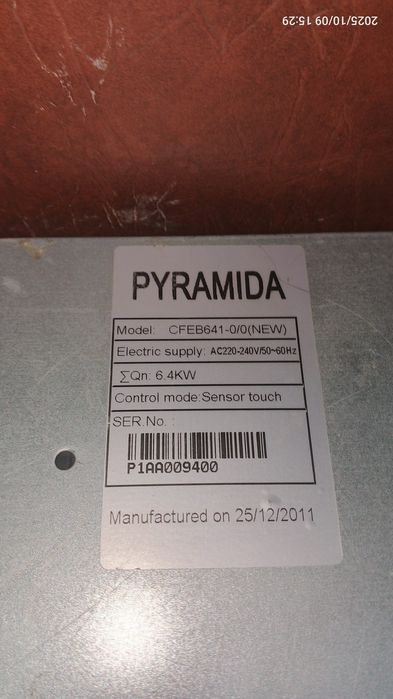 2025/10/09 15:29
PYRAMIDA
Model: CFEB641-0/0(NEW)
Electric supply: AC220-240V/50~60Hz
∑Qn: 6.4KW
Control mode:Sensor touch
SER.No. :
P1AA009400
Manufactured on 25/12/2011